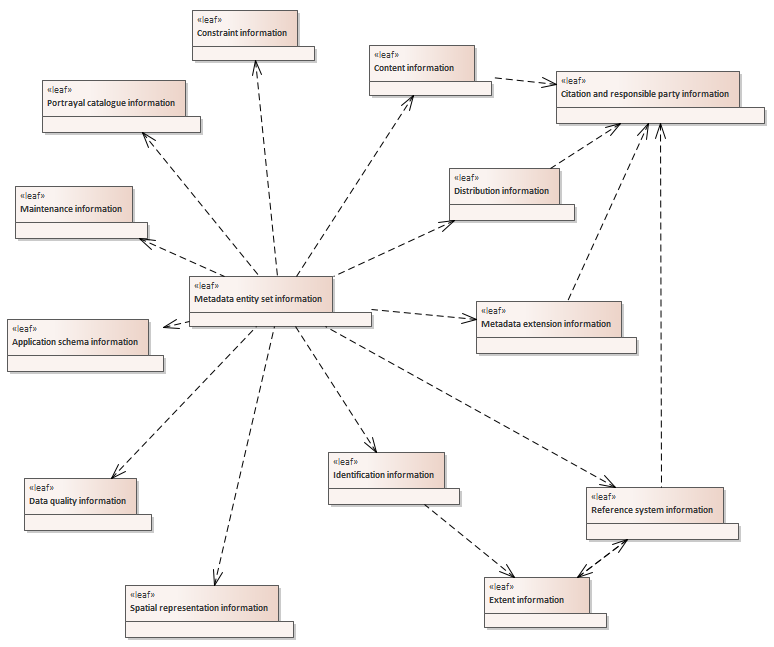 «leaf»
Constraint information
«leaf»
Content information
«leaf»
Citation and responsible party information
«leaf»
Portrayal catalogue information
«leaf»
Distribution information
«leaf»
Maintenance information
«leaf»
Metadata entity set information
«leaf»
Metadata extension information
«leaf»
Application schema information
«leaf»
Identification information
«leaf»
Data quality information
«leaf»
Reference system information
«leaf»
Extent information
«leaf»
Spatial representation information